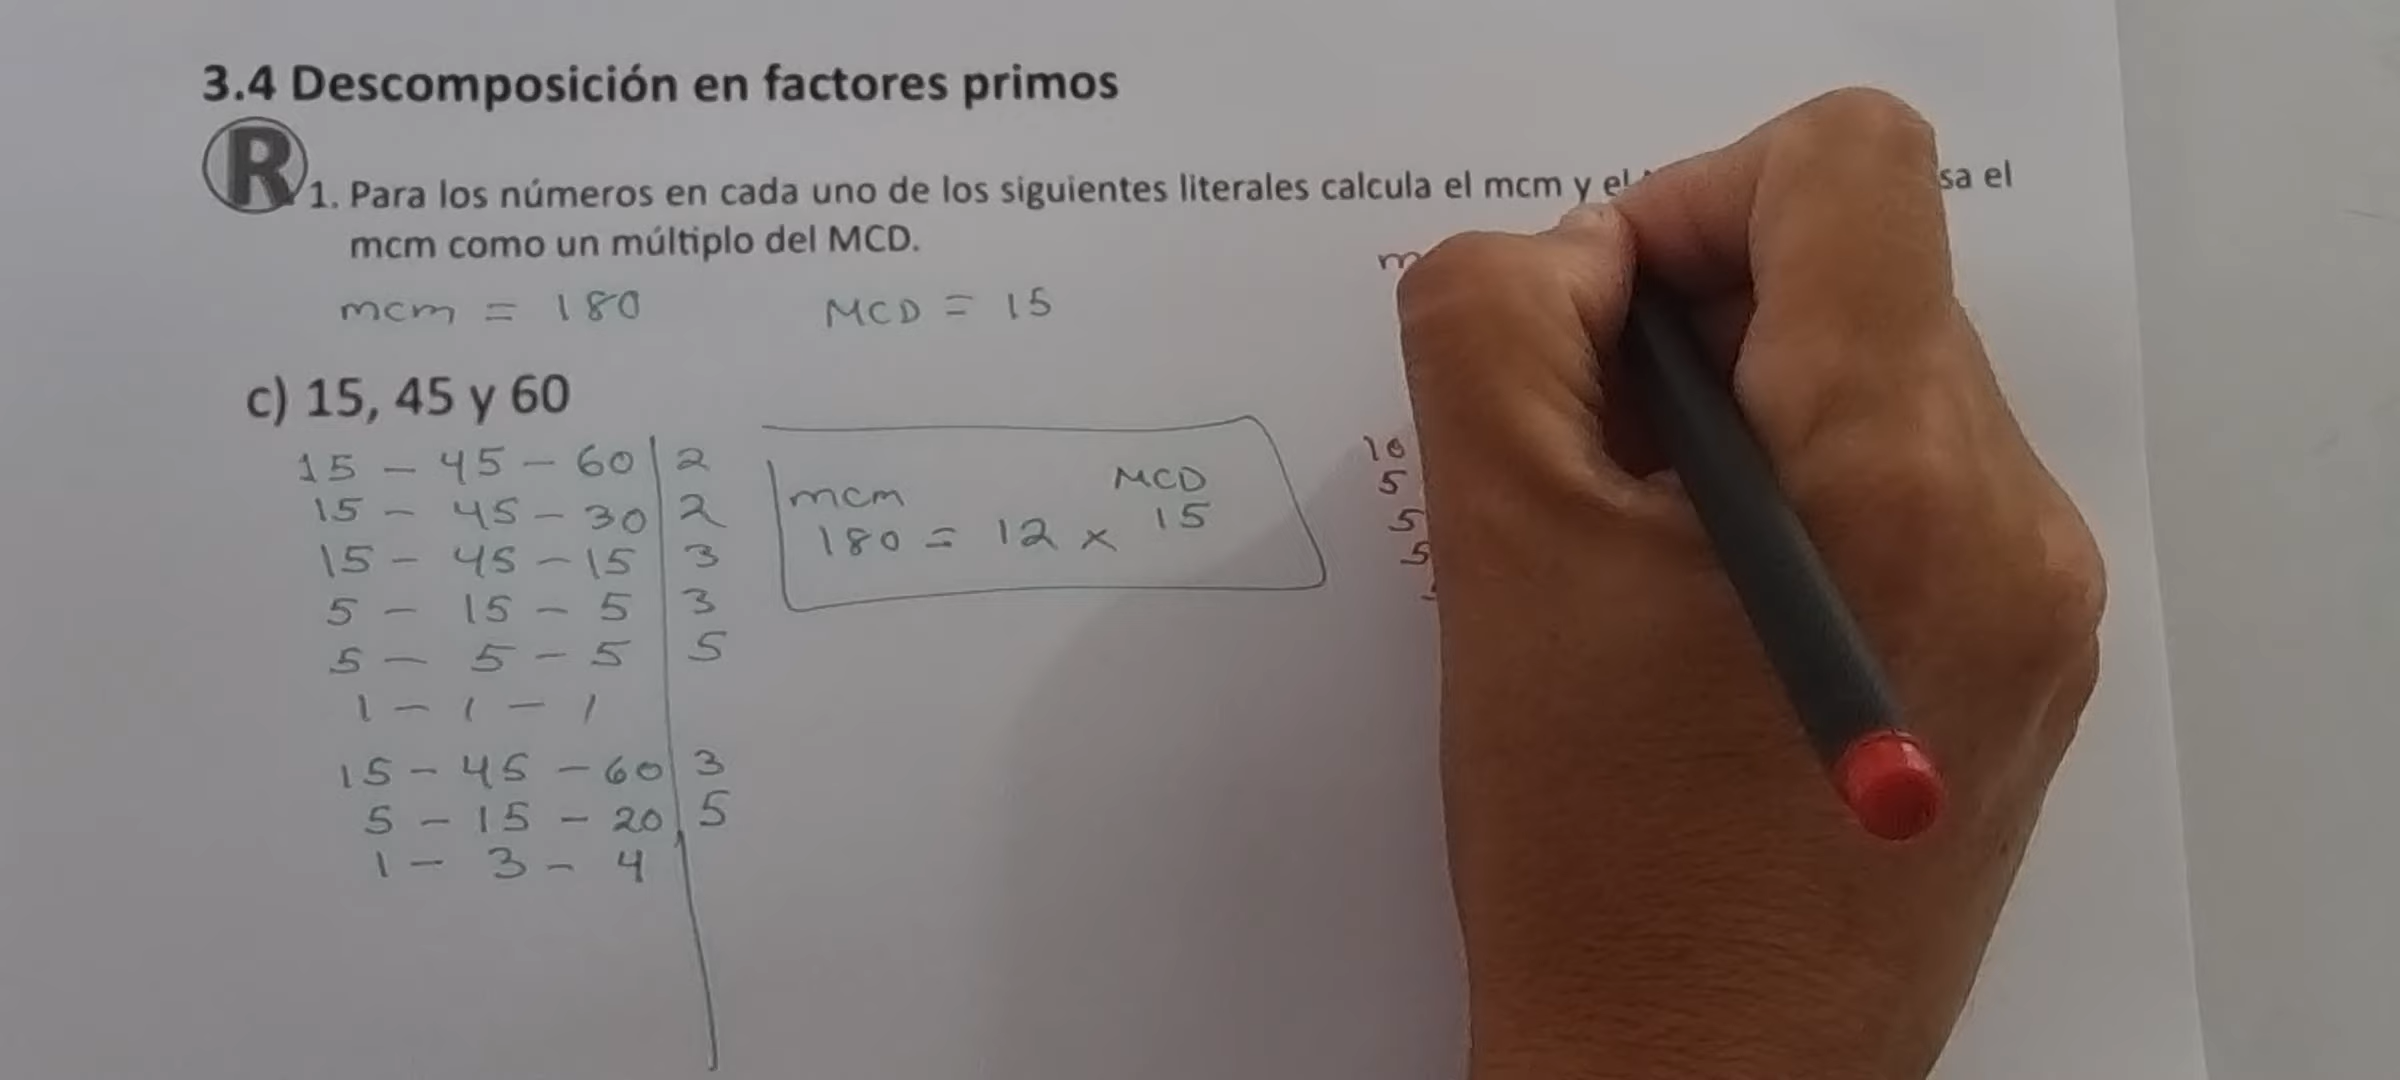 3.4 Descomposición en factores primos
R
1. Para los números en cada uno de los siguientes literales calcula el mcm y el sa el
mcm como un múltiplo del MCD.
mcm = 180 MCD = 15
c) 15, 45 y 60
15 - 45 - 60 | 2
15 - 45 - 30 | 2
15 - 45 - 15 | 3
5 - 15 - 5 | 3
5 - 5 - 5 | 5
1 - 1 - 1
15 - 45 - 60 | 3
5 - 15 - 20 | 5
1 - 3 - 4
mcm MCD
180 = 12 x 15
m
10
5
5
5